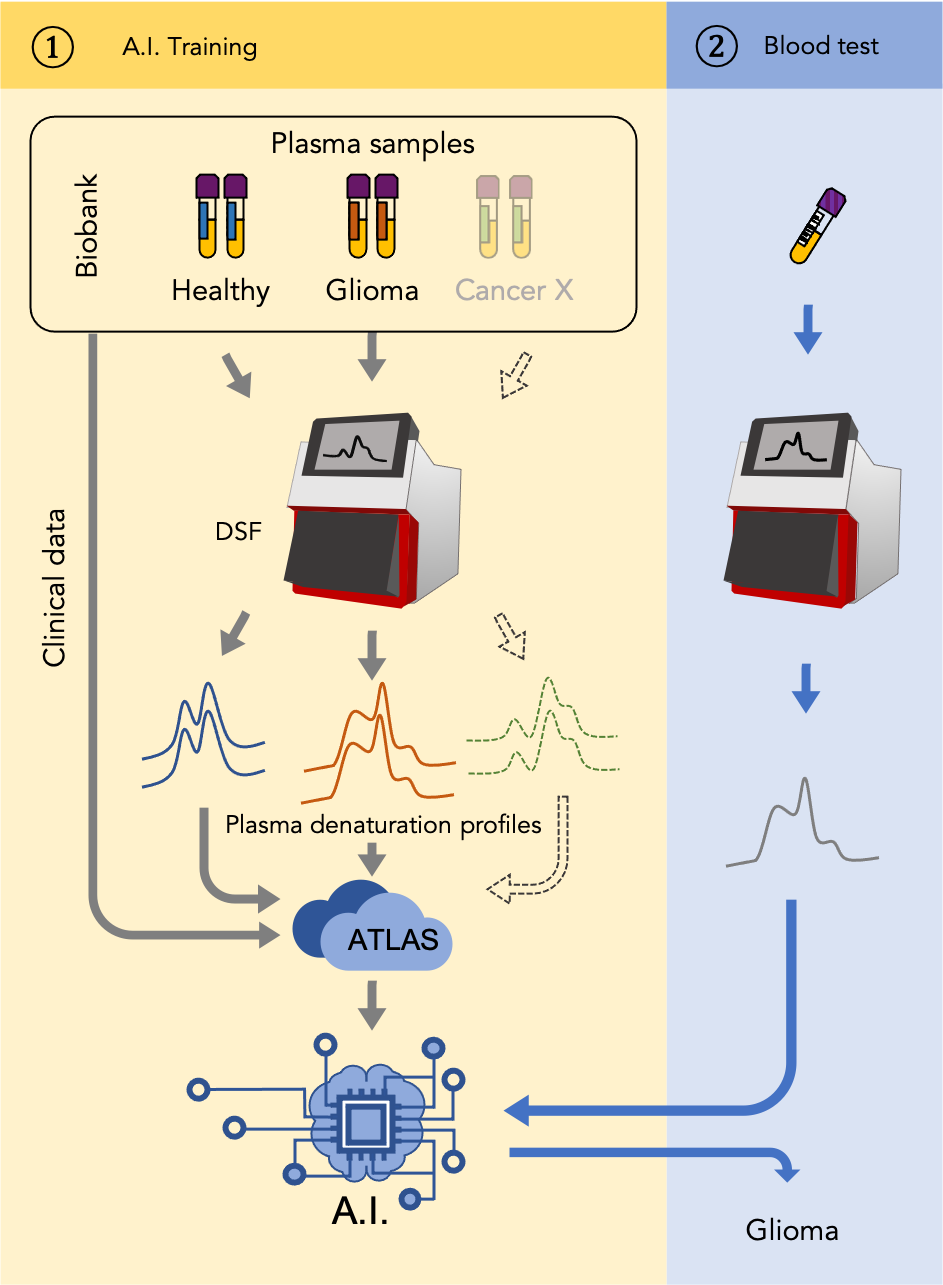 ① A.I. Training
② Blood test
Plasma samples
Biobank
Healthy
Glioma
Cancer X
DSF
Clinical data
Plasma denaturation profiles
ATLAS
A.I.
Glioma